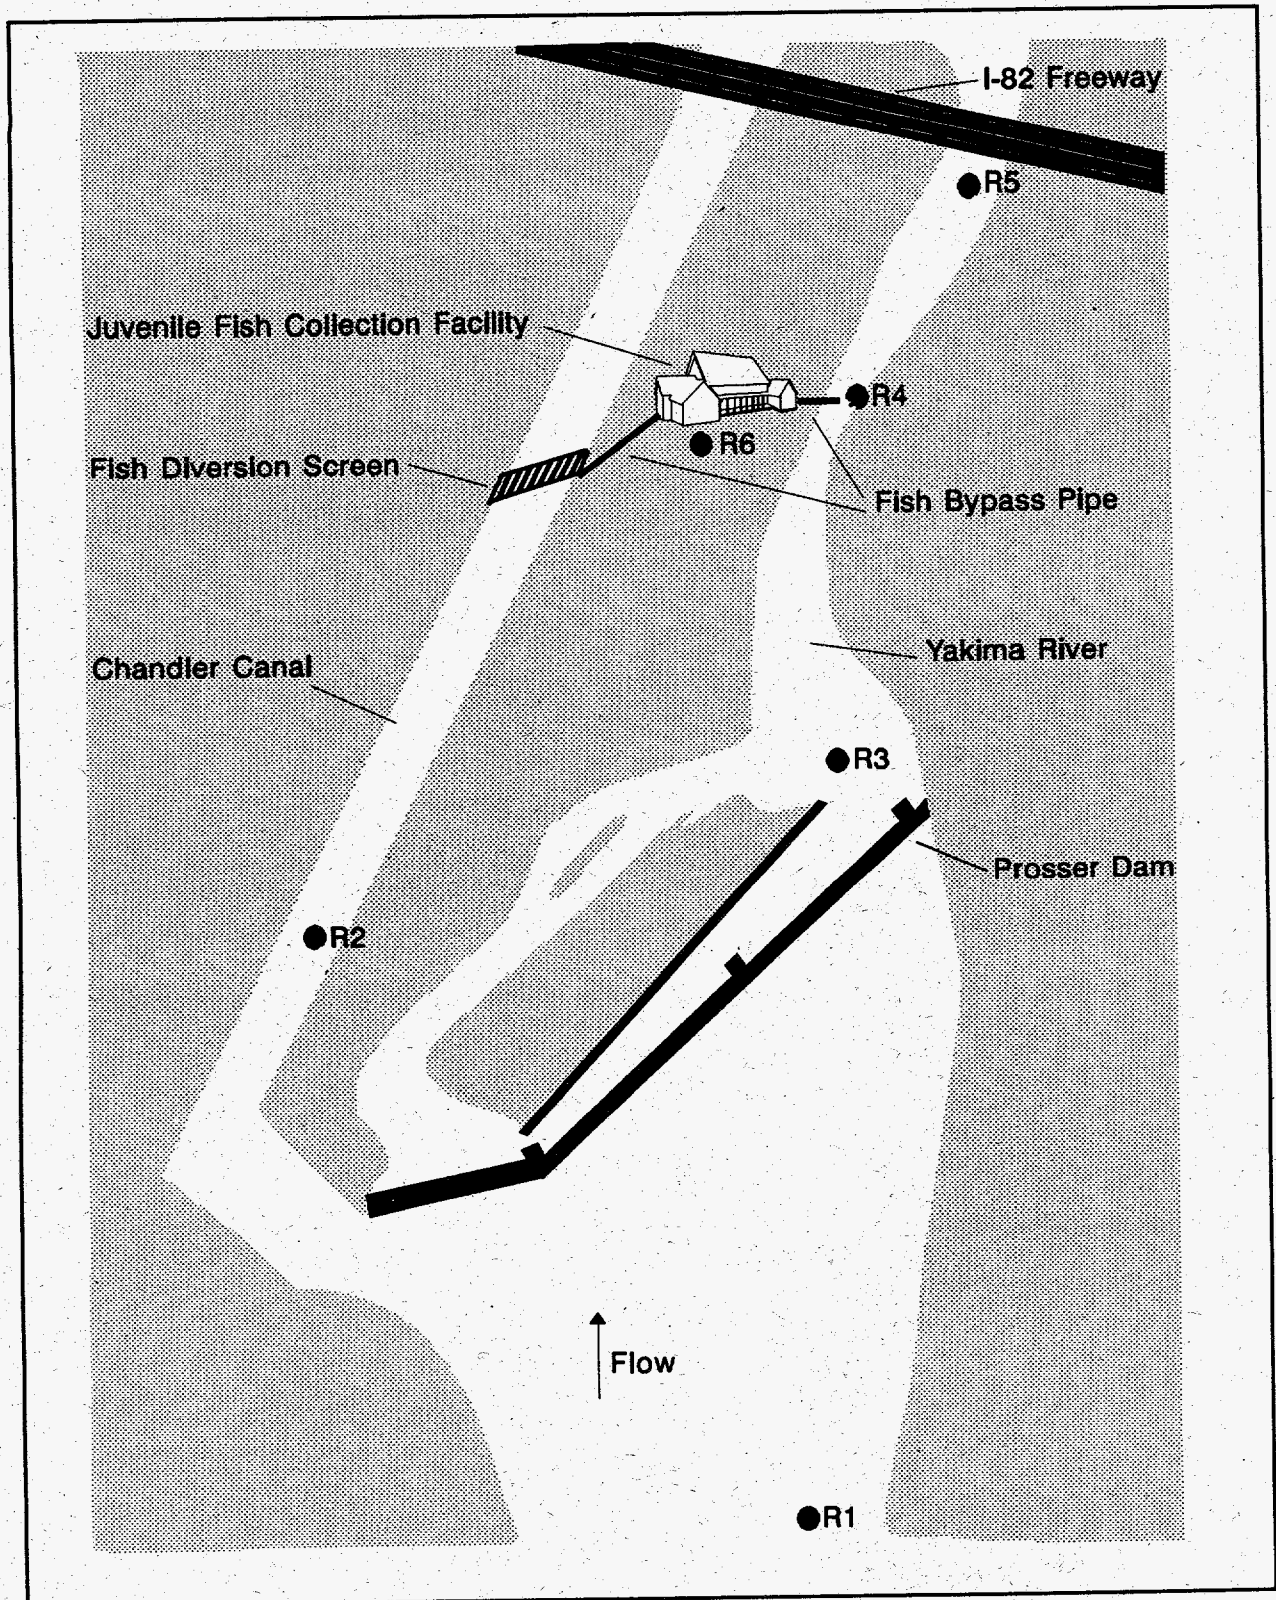 I-82 Freeway
R5
Juvenile Fish Collection Facility
R4
R6
Fish Diversion Screen
Fish Bypass Pipe
Yakima River
Chandler Canal
R3
Prosser Dam
R2
Flow
R1